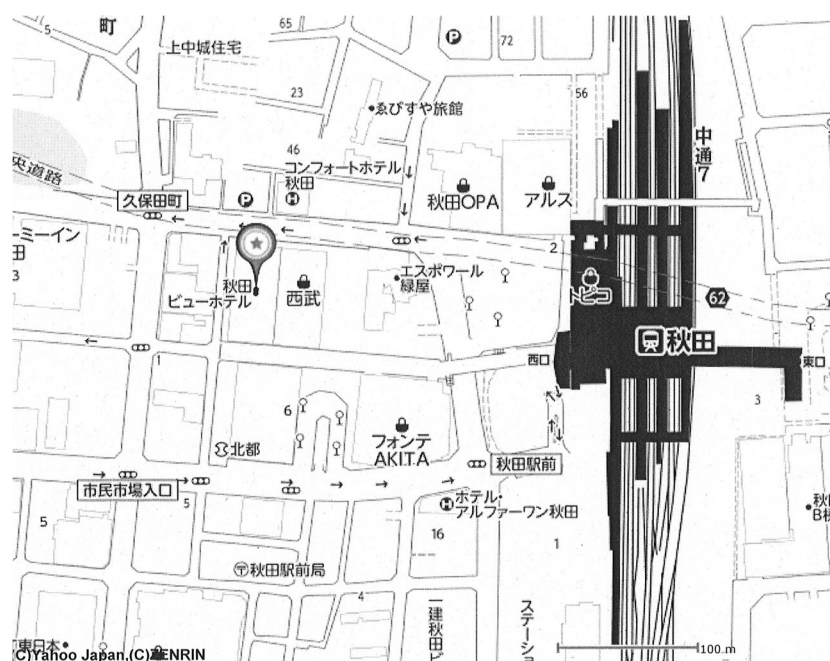 町
65
5
72
上中城住宅
23
56
ゑびすや旅館
46
コンフォートホテル
秋田
中通7
央道路
久保田町
秋田OPA
アルス
ーミーイン
田
3
2
エスポワール
緑屋
秋田
ビューホテル
西武
トピコ
62
秋田
西口
東口
1
6
3
フォンテ
AKITA
北都
秋田駅前
市民市場入口
5
5
ホテル・
アルファーワン秋田
16
1
秋田駅前局
4
一建秋田ビ
ステーショ
東日本
100m
(C)Yahoo Japan,(C)ZENRIN